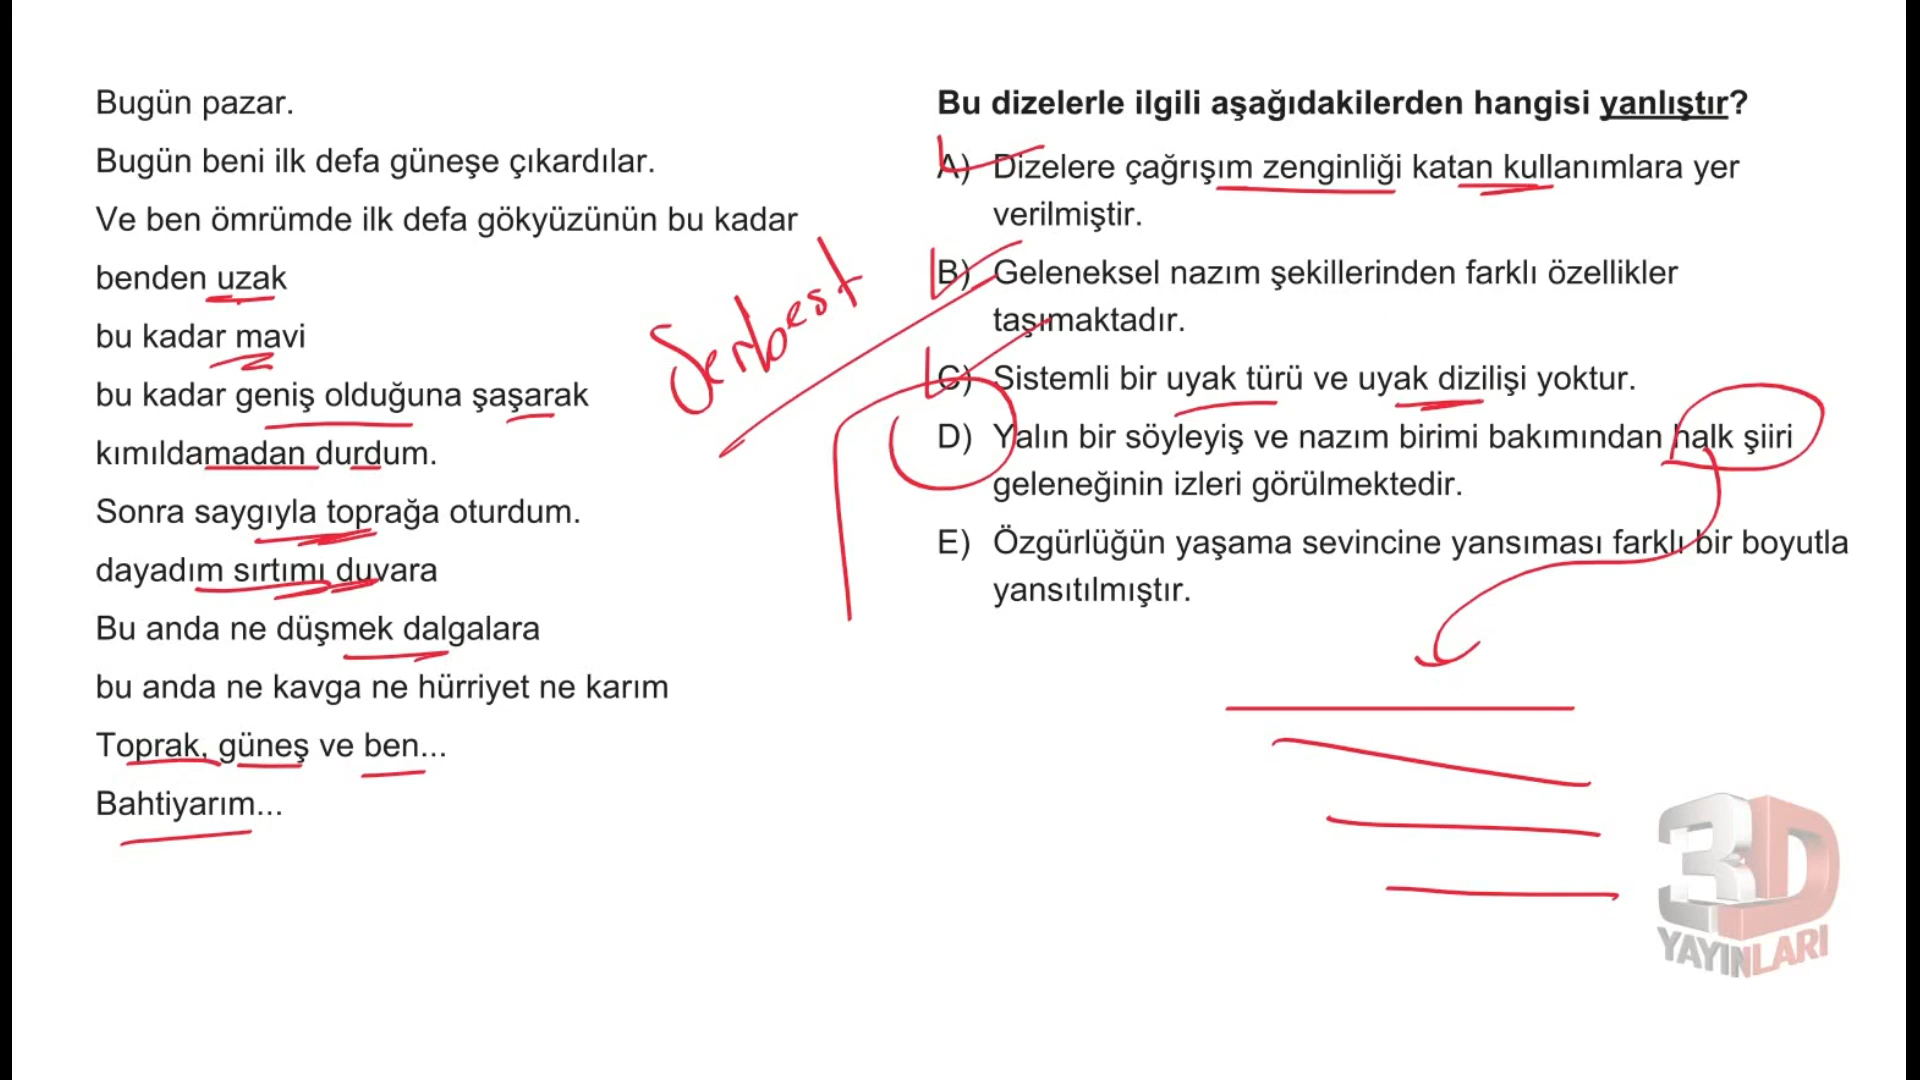 Bugün pazar.
Bugün beni ilk defa güneşe çıkardılar.
Ve ben ömrümde ilk defa gökyüzünün bu kadar
benden uzak
bu kadar mavi
bu kadar geniş olduğuna şaşarak
kımıldamadan durdum.
Sonra saygıyla toprağa oturdum.
dayadım sırtımı duvara
Bu anda ne düşmek dalgalara
bu anda ne kavga ne hürriyet ne karım
Toprak, güneş ve ben...
Bahtiyarım...
Serbest
Bu dizelerle ilgili aşağıdakilerden hangisi yanlıştır?
A) Dizelere çağrışım zenginliği katan kullanımlara yer
verilmiştir.
B) Geleneksel nazım şekillerinden farklı özellikler
taşımaktadır.
C) Sistemli bir uyak türü ve uyak dizilişi yoktur.
D) Yalın bir söyleyiş ve nazım birimi bakımından halk şiiri
geleneğinin izleri görülmektedir.
E) Özgürlüğün yaşama sevincine yansıması farklı bir boyutla
yansıtılmıştır.
3D
YAYINLARI